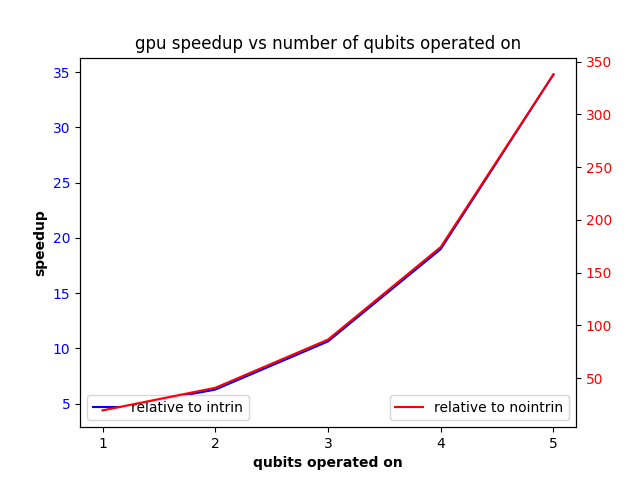 gpu speedup vs number of qubits operated on
35
30
25
20
15
10
5
speedup
350
300
250
200
150
100
50
relative to intrin
relative to nointrin
1 2 3 4 5
qubits operated on